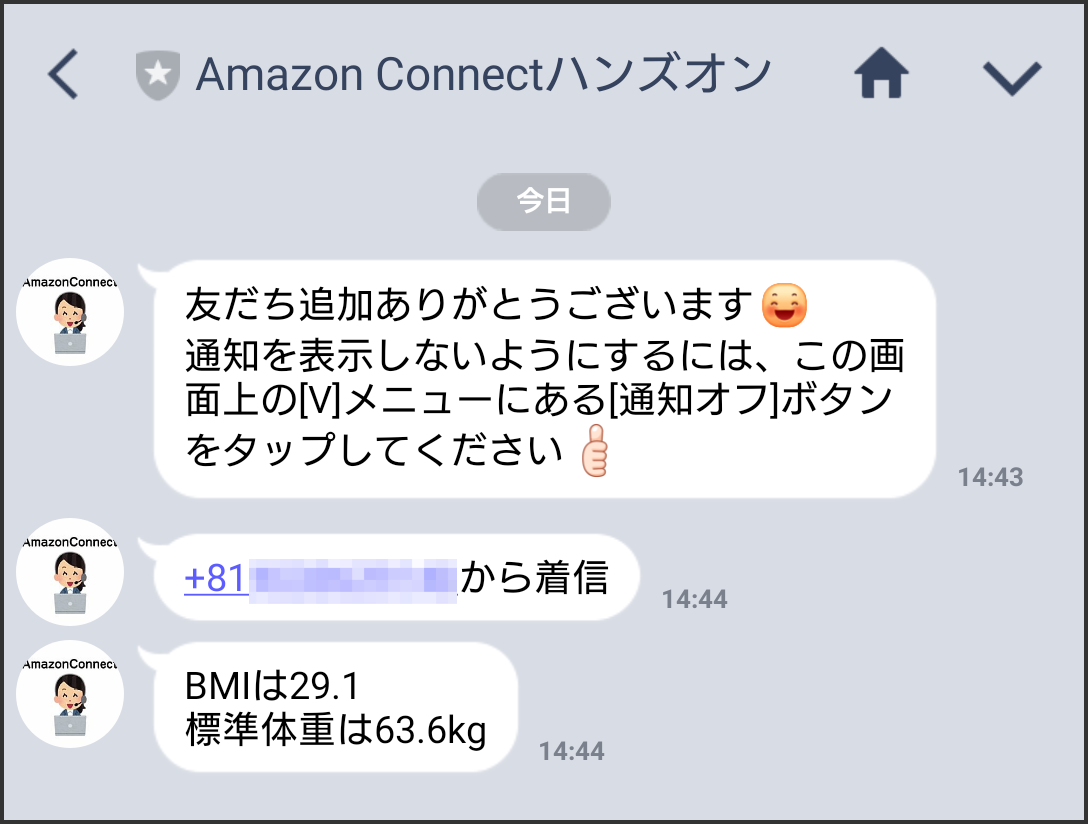 Amazon Connectハンズオン
今日
AmazonConnect
友だち追加ありがとうございます
通知を表示しないようにするには、この画
面上の[V]メニューにある[通知オフ]ボタン
をタップしてください
14:43
AmazonConnect
+81 から着信
14:44
AmazonConnect
BMIは29.1
標準体重は63.6kg
14:44